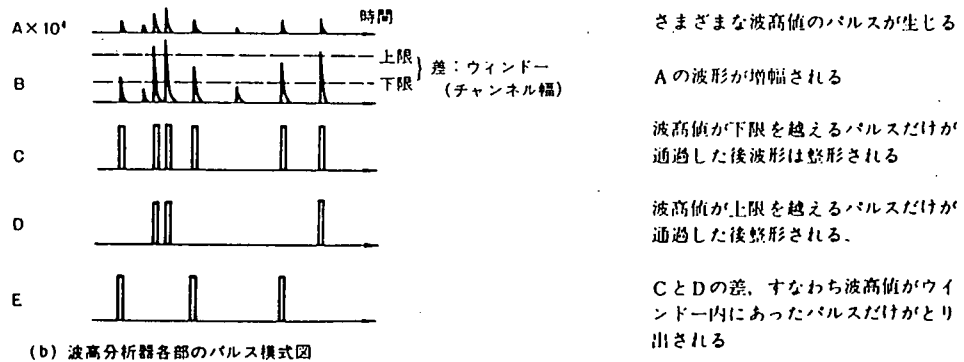 A×10⁴
時間
さまざまな波高値のパルスが生じる
上限
下限
差：ウィンドー
(チャンネル幅)
B
Aの波形が増幅される
C
波高値が下限を越えるパルスだけが
通過した後波形は整形される
D
波高値が上限を越えるパルスだけが
通過した後整形される.
E
CとDの差, すなわち波高値がウイ
ンドー内にあったパルスだけがとり
出される
(b) 波高分析器各部のパルス模式図